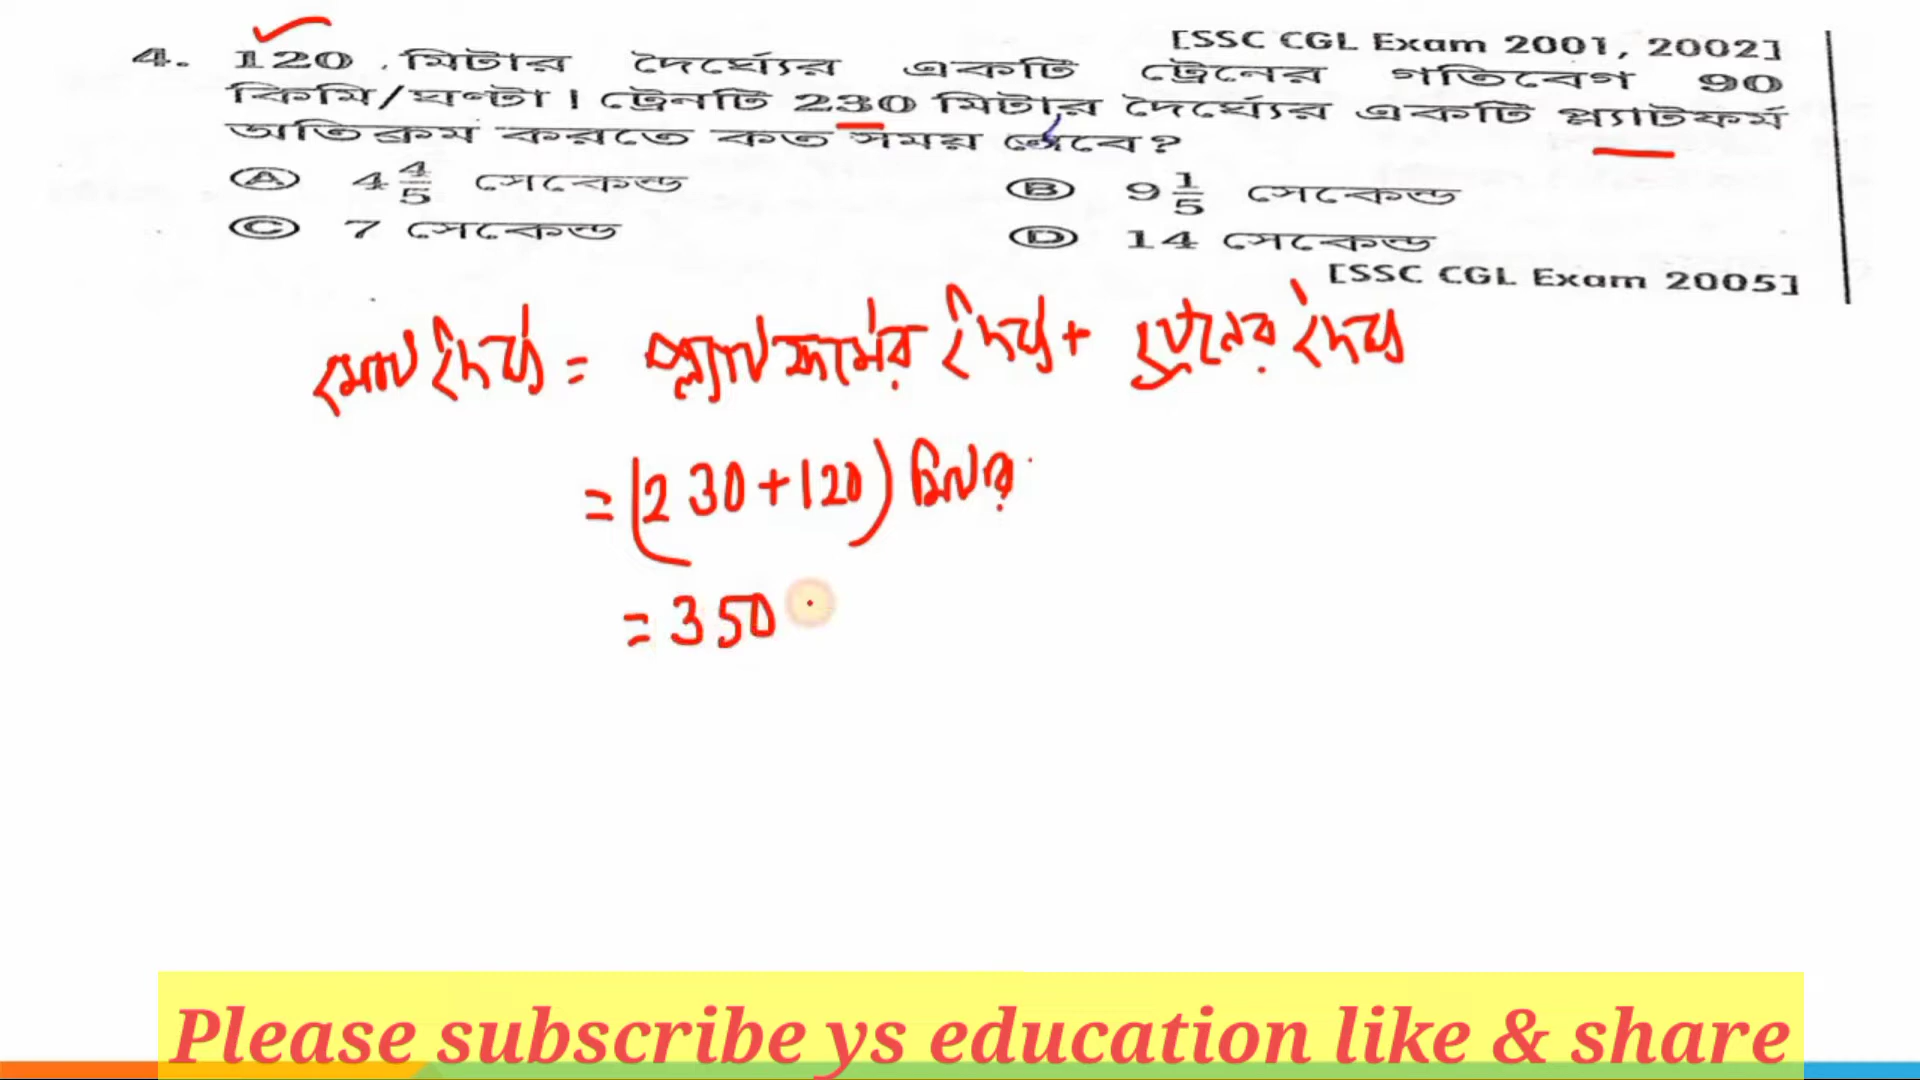 [SSC CGL Exam 2001, 2002]
4. 120 মিটার দৈর্ঘ্যের একটি ট্রেনের গতিবেগ 90
কিমি/ঘণ্টা। ট্রেনটি 230 মিটার দৈর্ঘ্যের একটি প্ল্যাটফর্ম
অতিক্রম করতে কত সময় নেবে?
Ⓐ 4 4/5 সেকেন্ড Ⓑ 9 1/5 সেকেন্ড
Ⓒ 7 সেকেন্ড Ⓓ 14 সেকেন্ড
[SSC CGL Exam 2005]
মোট দৈর্ঘ্য = প্ল্যাটফর্মের দৈর্ঘ্য + ট্রেনের দৈর্ঘ্য
= (230+120) মিটার
= 350
Please subscribe ys education like & share